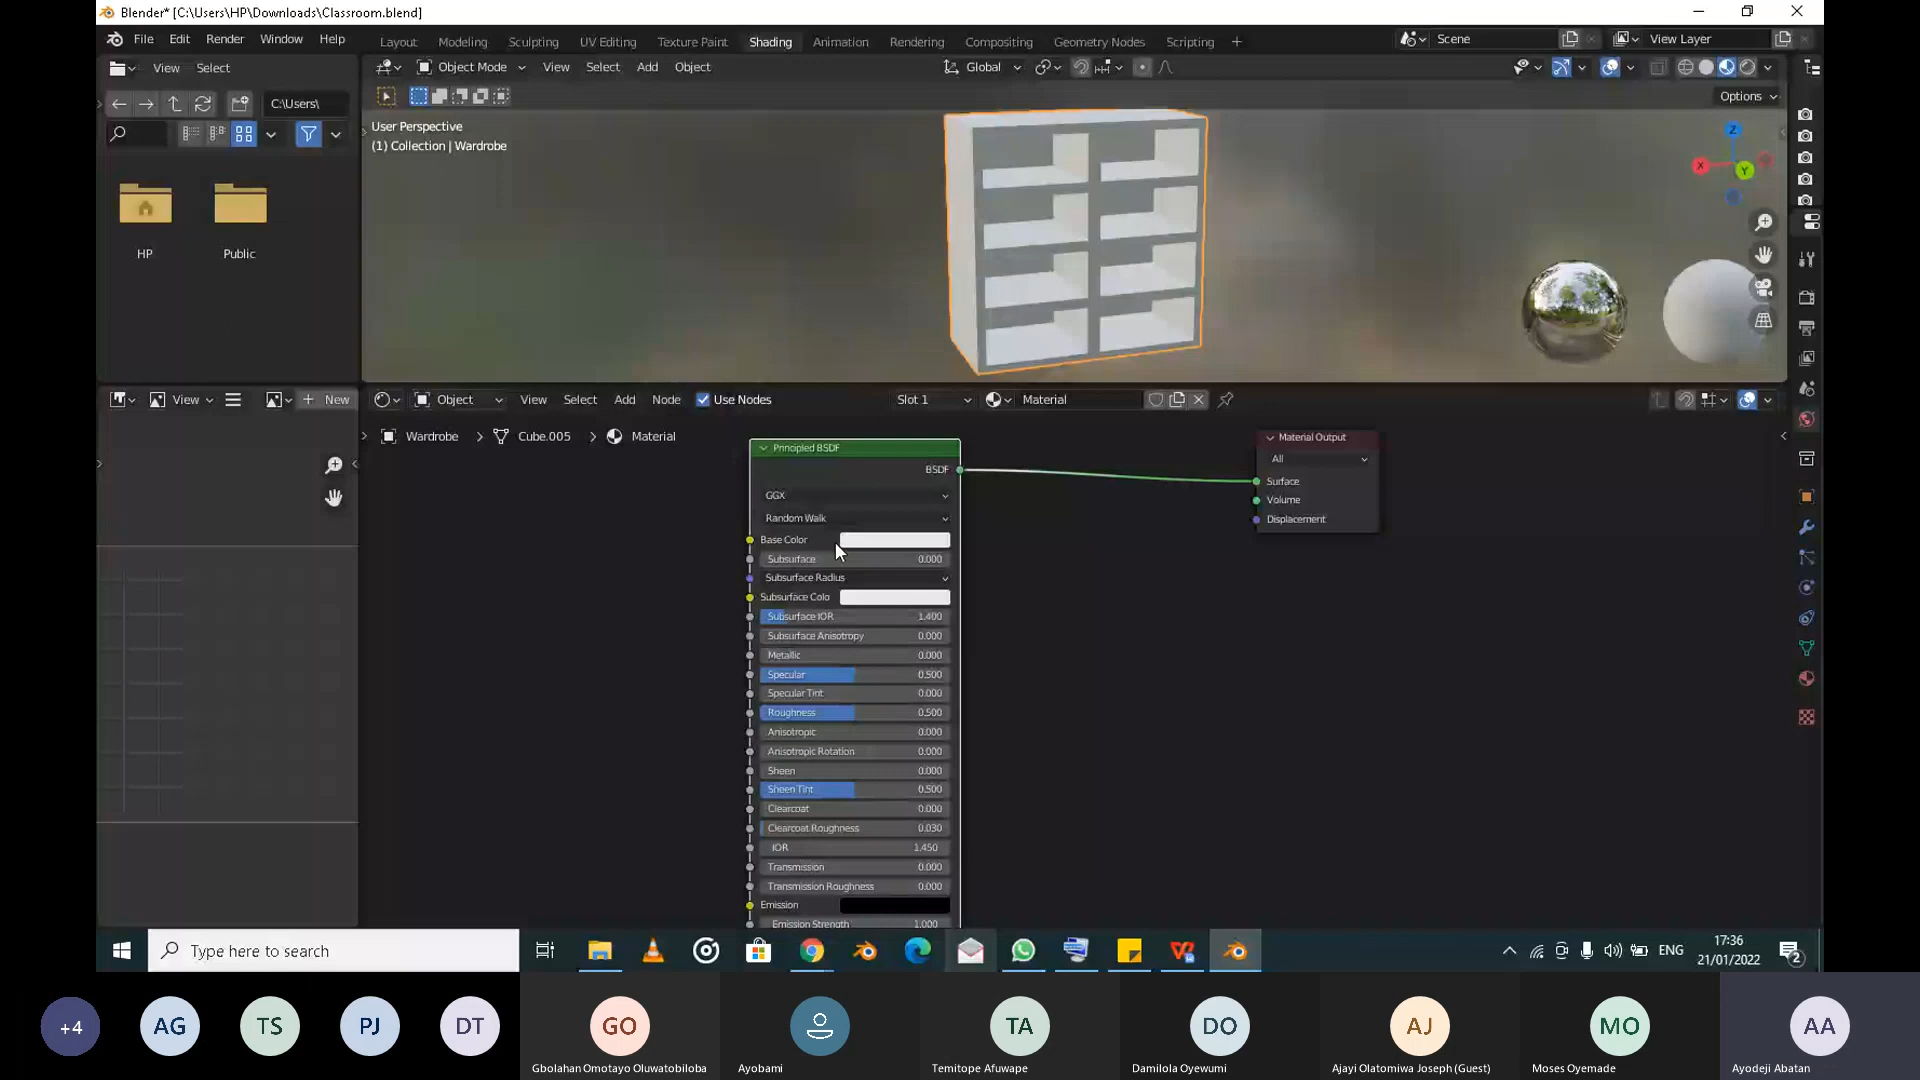 Blender* [C:\Users\HP\Downloads\Classroom.blend]
File Edit Render Window Help
Layout Modeling Sculpting UV Editing Texture Paint Shading Animation Rendering Compositing Geometry Nodes Scripting
Scene
View Layer
View Select
Object Mode View Select Add Object
Global
C:\Users\
Options
User Perspective
(1) Collection | Wardrobe
X
Y
Z
HP
Public
View
New
Object View Select Add Node Use Nodes
Slot 1
Material
Wardrobe > Cube.005 > Material
Principled BSDF
BSDF
GGX
Random Walk
Base Color
Subsurface 0.000
Subsurface Radius
Subsurface Colo
Subsurface IOR 1.400
Subsurface Anisotropy 0.000
Metallic 0.000
Specular 0.500
Specular Tint 0.000
Roughness 0.500
Anisotropic 0.000
Anisotropic Rotation 0.000
Sheen 0.000
Sheen Tint 0.500
Clearcoat 0.000
Clearcoat Roughness 0.030
IOR 1.450
Transmission 0.000
Transmission Roughness 0.000
Emission
Emission Strength 1.000
Material Output
All
Surface
Volume
Displacement
Type here to search
ENG
17:36
21/01/2022
2
+4
AG
TS
PJ
DT
GO
TA
DO
AJ
MO
AA
Gbolahan Omotayo Oluwatobiloba
Ayobami
Temitope Afuwape
Damilola Oyewumi
Ajayi Olatomiwa Joseph (Guest)
Moses Oyemade
Ayodeji Abatan